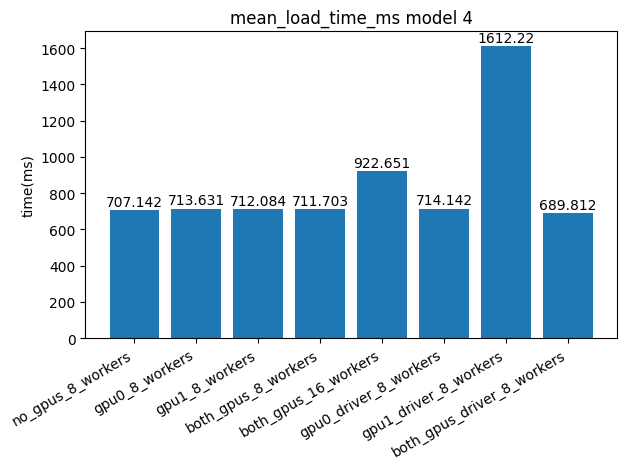 mean_load_time_ms model 4
time(ms)
1600
1400
1200
1000
800
600
400
200
0
707.142
713.631
712.084
711.703
922.651
714.142
1612.22
689.812
no_gpus_8_workers
gpu0_8_workers
gpu1_8_workers
both_gpus_8_workers
both_gpus_16_workers
gpu0_driver_8_workers
gpu1_driver_8_workers
both_gpus_driver_8_workers